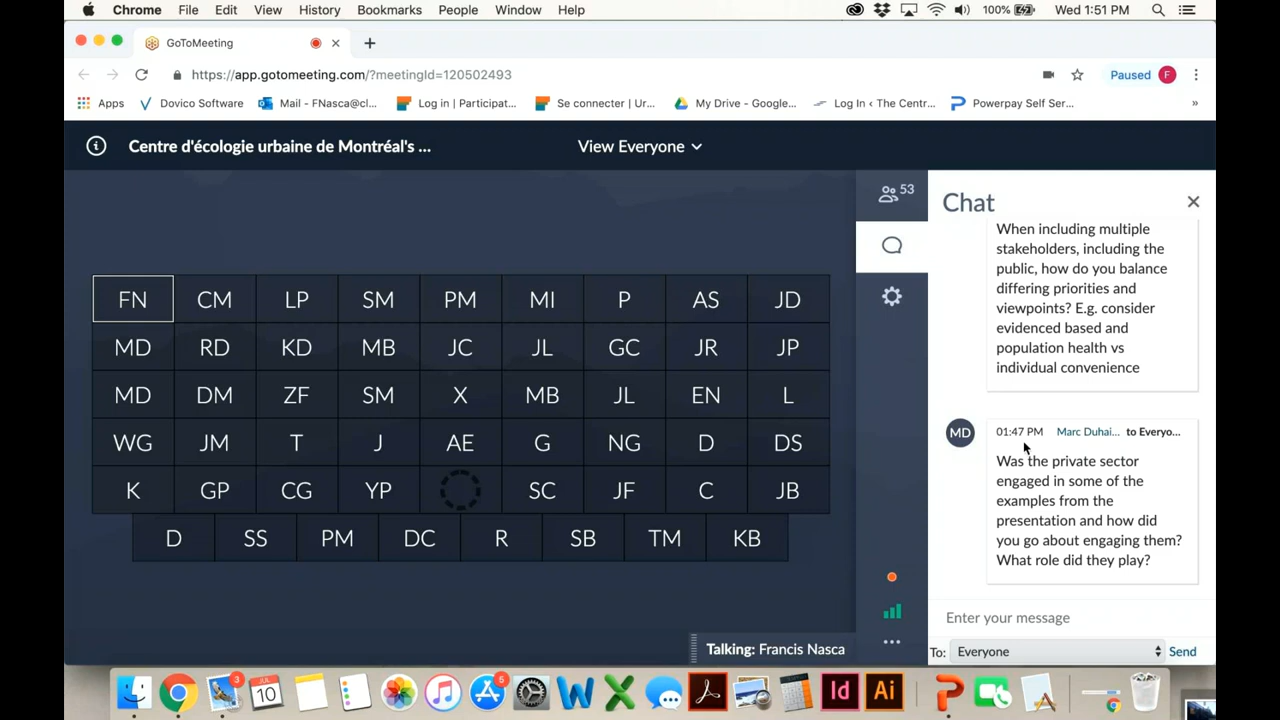 Chrome File Edit View History Bookmarks People Window Help 100% Wed 1:51 PM
GoToMeeting
https://app.gotomeeting.com/?meetingId=120502493 Paused F
Apps Dovico Software Mail - FNasca@cl... Log in | Participat... Se connecter | Ur... My Drive - Google... Log In ‹ The Centr... Powerpay Self Ser... »
Centre d'écologie urbaine de Montréal's ... View Everyone
53
Chat
When including multiple
stakeholders, including the
public, how do you balance
differing priorities and
viewpoints? E.g. consider
evidenced based and
population health vs
individual convenience
FN CM LP SM PM MI P AS JD
MD RD KD MB JC JL GC JR JP
MD DM ZF SM X MB JL EN L
WG JM T J AE G NG D DS
K GP CG YP SC JF C JB
D SS PM DC R SB TM KB
MD 01:47 PM Marc Duhai... to Everyo...
Was the private sector
engaged in some of the
examples from the
presentation and how did
you go about engaging them?
What role did they play?
Enter your message
Talking: Francis Nasca
To: Everyone Send
3 JUL 10 5 Id Ai